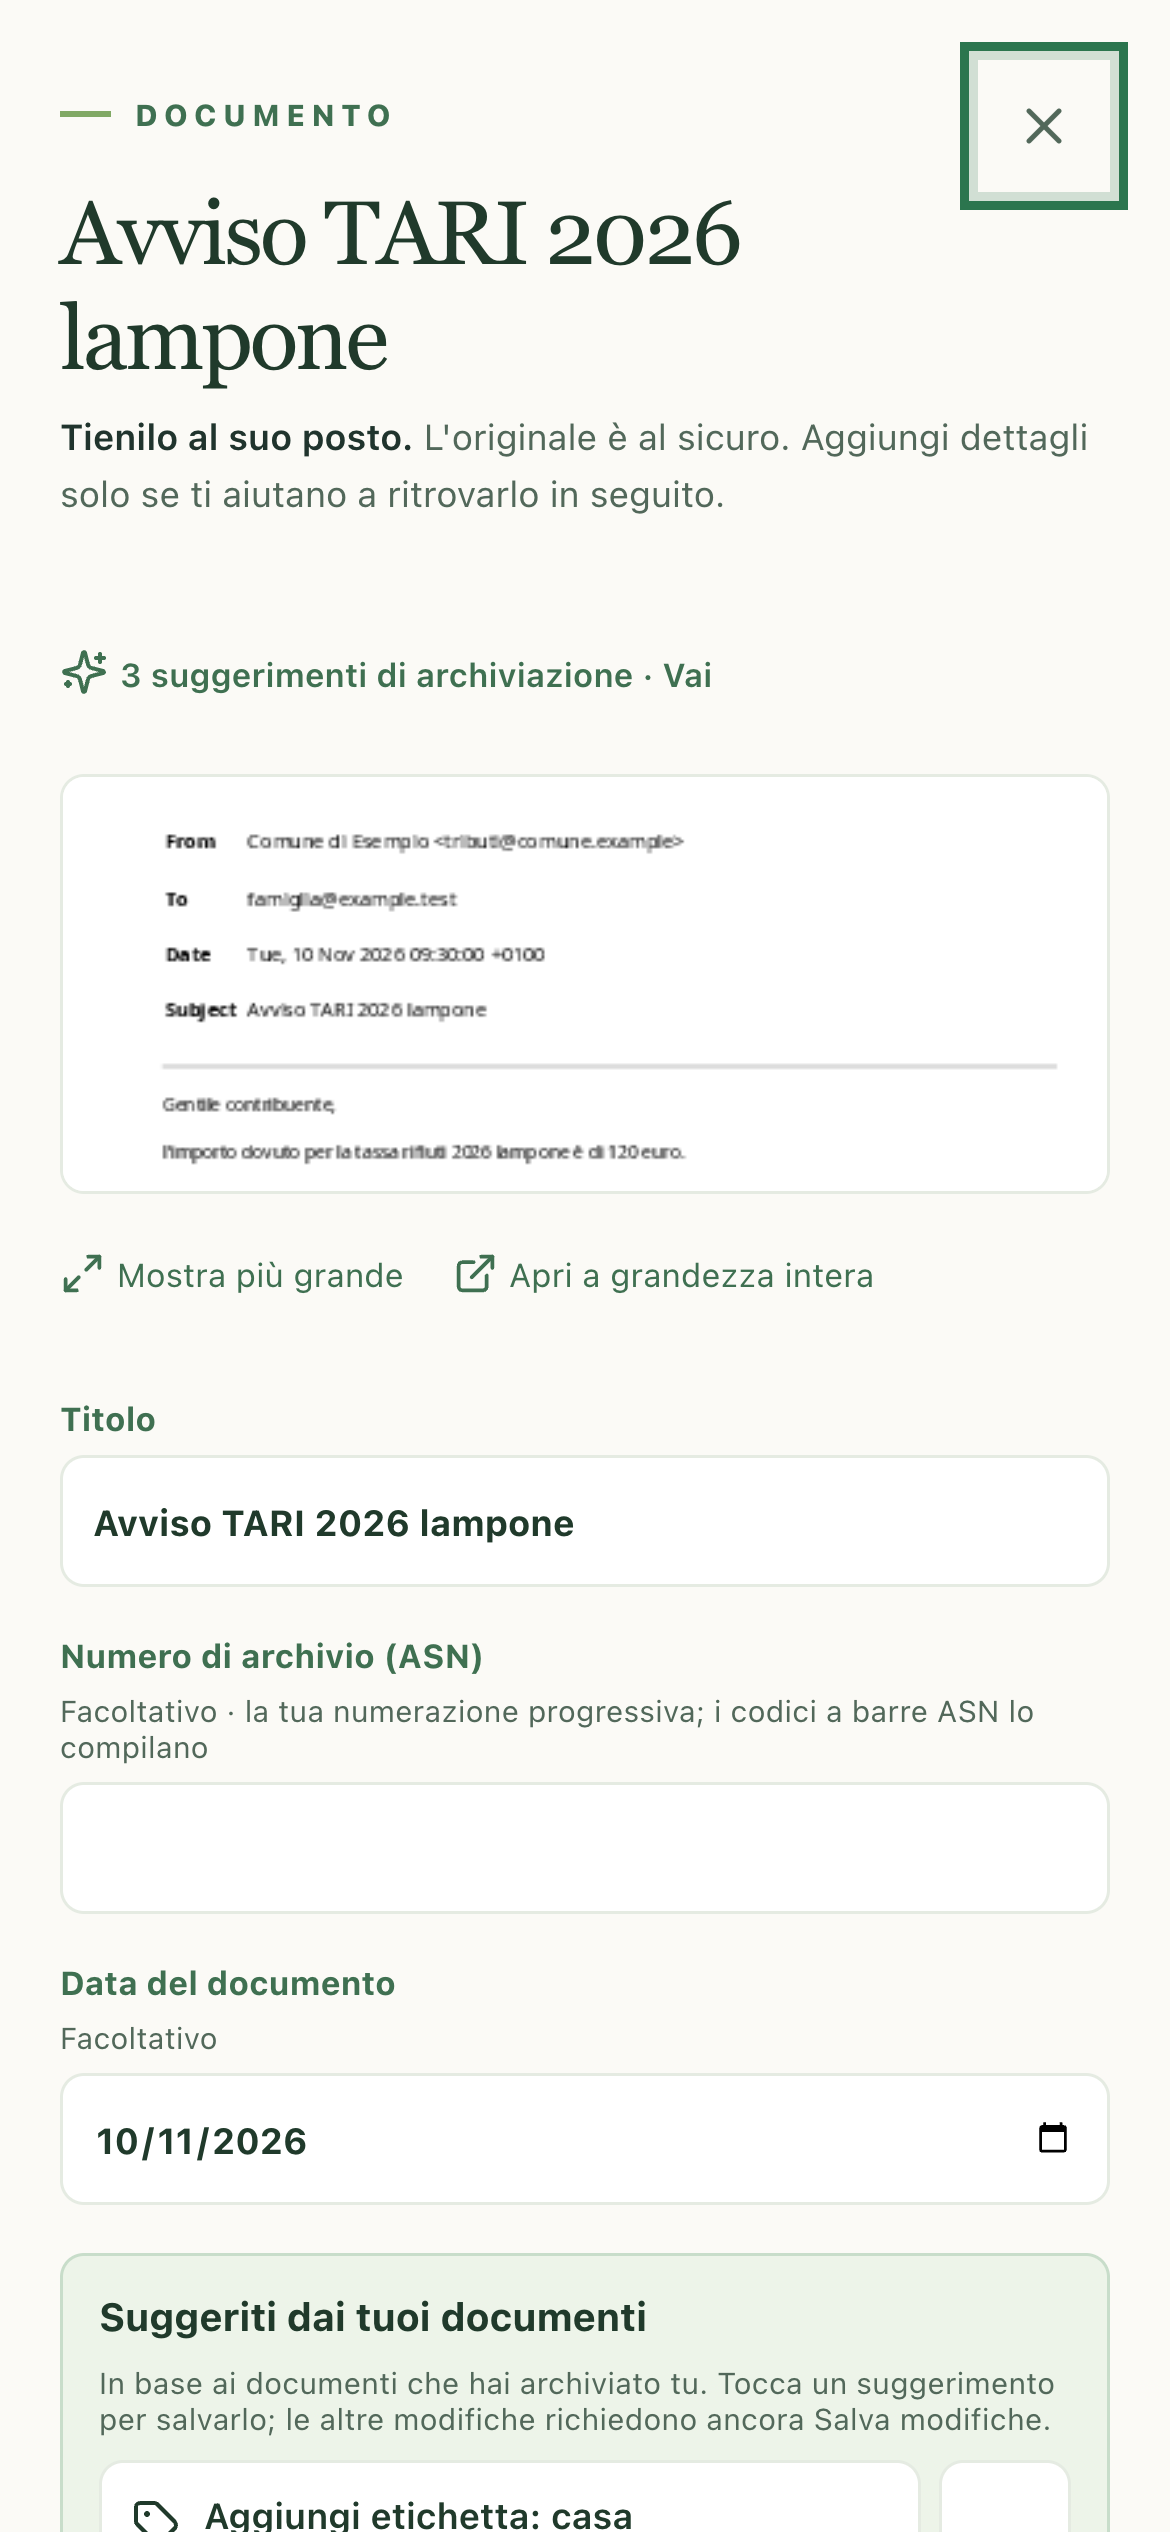 DOCUMENTO
Avviso TARI 2026
lampone
Tienilo al suo posto. L'originale è al sicuro. Aggiungi dettagli
solo se ti aiutano a ritrovarlo in seguito.
3 suggerimenti di archiviazione · Vai
From Comune di Esempio <tributi@comune.example>
To famiglia@example.test
Date Tue, 10 Nov 2026 09:30:00 +0100
Subject Avviso TARI 2026 lampone
Gentile contribuente,
l'importo dovuto per la tassa rifiuti 2026 lampone è di 120 euro.
Mostra più grande Apri a grandezza intera
Titolo
Avviso TARI 2026 lampone
Numero di archivio (ASN)
Facoltativo · la tua numerazione progressiva; i codici a barre ASN lo
compilano
Data del documento
Facoltativo
10/11/2026
Suggeriti dai tuoi documenti
In base ai documenti che hai archiviato tu. Tocca un suggerimento
per salvarlo; le altre modifiche richiedono ancora Salva modifiche.
Aggiungi etichetta: casa